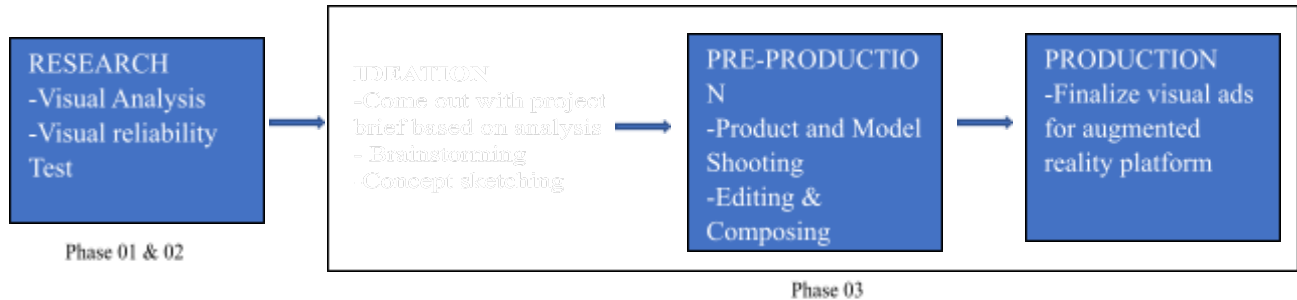 RESEARCH
-Visual Analysis
-Visual reliability
Test
Phase 01 & 02
IDEATION
-Come out with project
brief based on analysis
- Brainstorming
-Concept sketching
PRE-PRODUCTIO
N
-Product and Model
Shooting
-Editing &
Composing
PRODUCTION
-Finalize visual ads
for augmented
reality platform
Phase 03